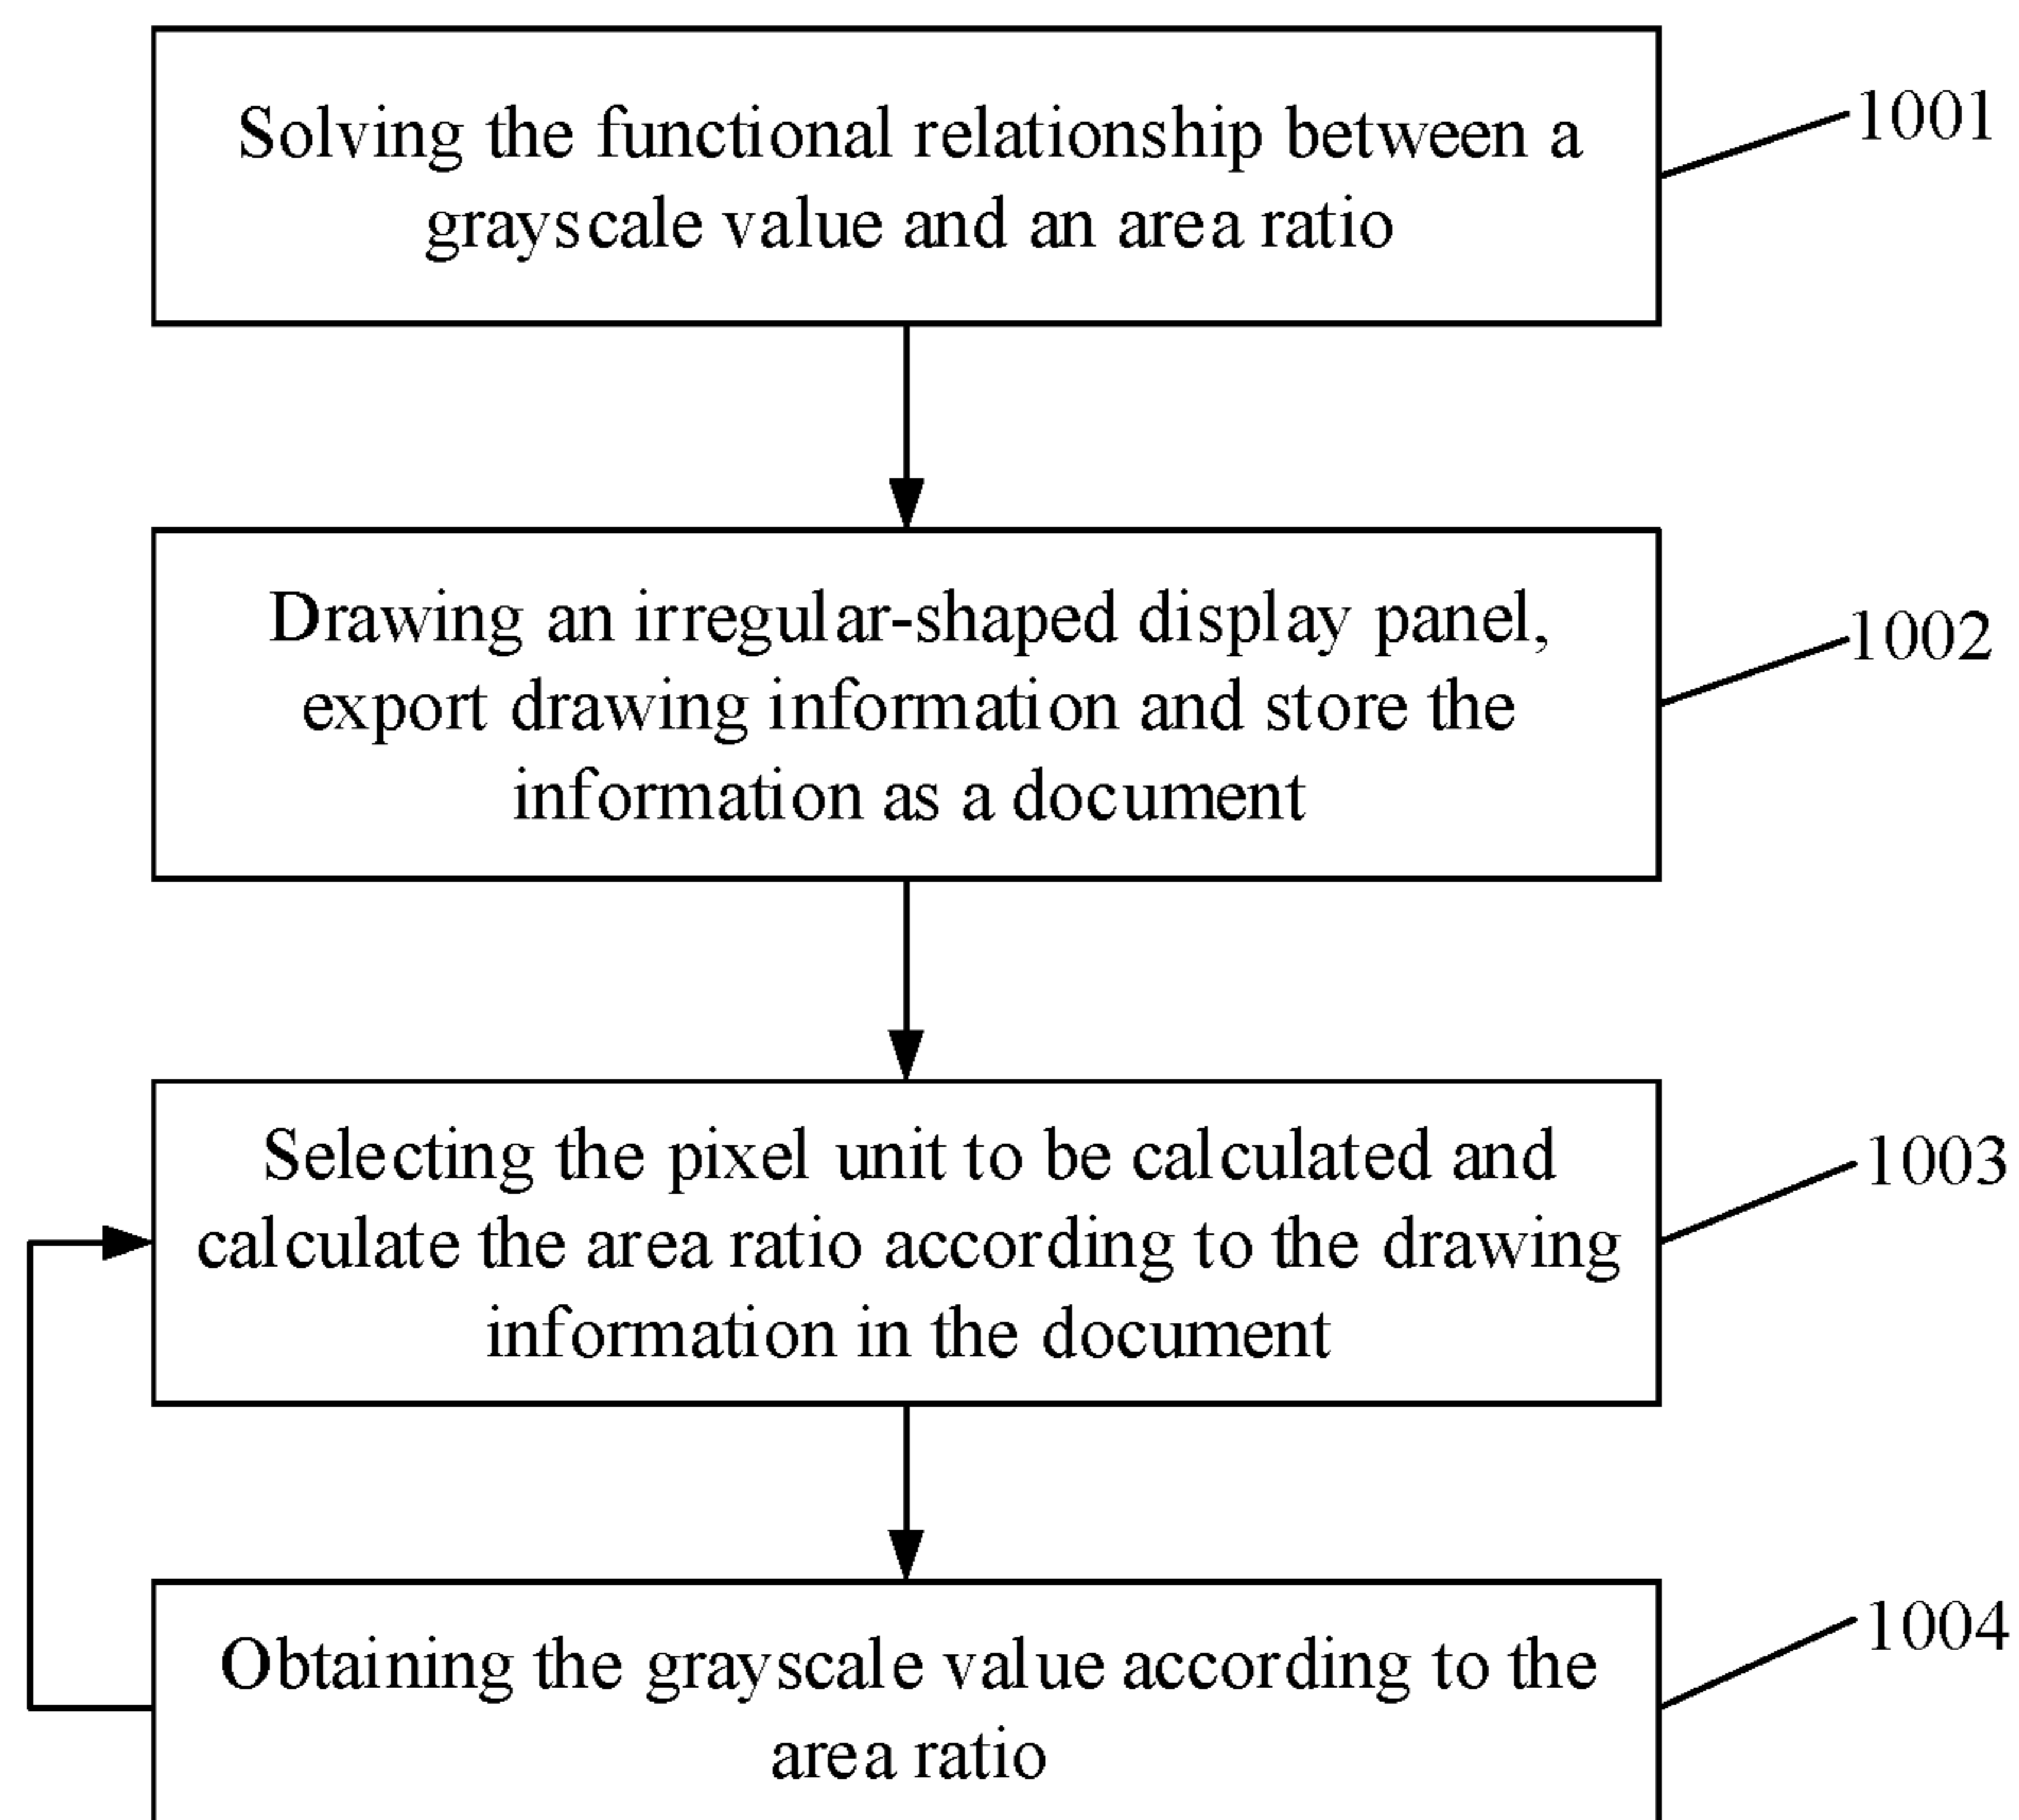 Solving the functional relationship between a
grayscale value and an area ratio
1001
Drawing an irregular-shaped display panel,
export drawing information and store the
information as a document
1002
Selecting the pixel unit to be calculated and
calculate the area ratio according to the drawing
information in the document
1003
Obtaining the grayscale value according to the
area ratio
1004